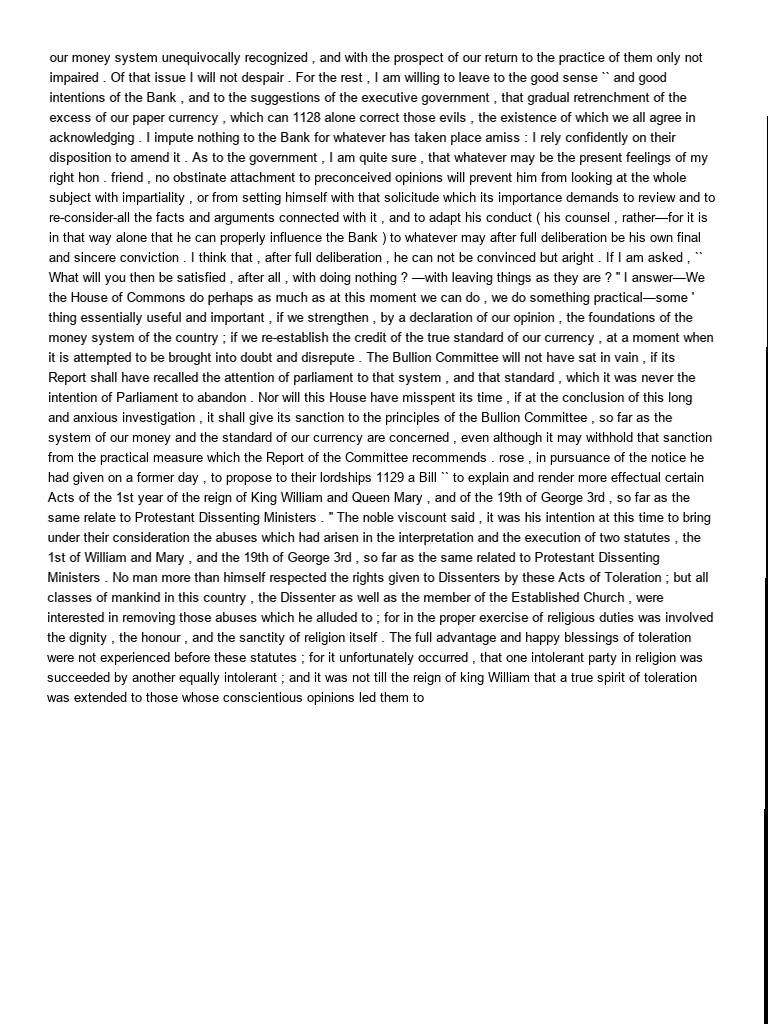 our money system unequivocally recognized , and with the prospect of our return to the practice of them only not
impaired . Of that issue I will not despair . For the rest , I am willing to leave to the good sense `` and good
intentions of the Bank , and to the suggestions of the executive government , that gradual retrenchment of the
excess of our paper currency , which can 1128 alone correct those evils , the existence of which we all agree in
acknowledging . I impute nothing to the Bank for whatever has taken place amiss : I rely confidently on their
disposition to amend it . As to the government , I am quite sure , that whatever may be the present feelings of my
right hon . friend , no obstinate attachment to preconceived opinions will prevent him from looking at the whole
subject with impartiality , or from setting himself with that solicitude which its importance demands to review and to
re-consider-all the facts and arguments connected with it , and to adapt his conduct ( his counsel , rather—for it is
in that way alone that he can properly influence the Bank ) to whatever may after full deliberation be his own final
and sincere conviction . I think that , after full deliberation , he can not be convinced but aright . If I am asked , ``
What will you then be satisfied , after all , with doing nothing ? —with leaving things as they are ? " I answer—We
the House of Commons do perhaps as much as at this moment we can do , we do something practical—some '
thing essentially useful and important , if we strengthen , by a declaration of our opinion , the foundations of the
money system of the country ; if we re-establish the credit of the true standard of our currency , at a moment when
it is attempted to be brought into doubt and disrepute . The Bullion Committee will not have sat in vain , if its
Report shall have recalled the attention of parliament to that system , and that standard , which it was never the
intention of Parliament to abandon . Nor will this House have misspent its time , if at the conclusion of this long
and anxious investigation , it shall give its sanction to the principles of the Bullion Committee , so far as the
system of our money and the standard of our currency are concerned , even although it may withhold that sanction
from the practical measure which the Report of the Committee recommends . rose , in pursuance of the notice he
had given on a former day , to propose to their lordships 1129 a Bill `` to explain and render more effectual certain
Acts of the 1st year of the reign of King William and Queen Mary , and of the 19th of George 3rd , so far as the
same relate to Protestant Dissenting Ministers . " The noble viscount said , it was his intention at this time to bring
under their consideration the abuses which had arisen in the interpretation and the execution of two statutes , the
1st of William and Mary , and the 19th of George 3rd , so far as the same related to Protestant Dissenting
Ministers . No man more than himself respected the rights given to Dissenters by these Acts of Toleration ; but all
classes of mankind in this country , the Dissenter as well as the member of the Established Church , were
interested in removing those abuses which he alluded to ; for in the proper exercise of religious duties was involved
the dignity , the honour , and the sanctity of religion itself . The full advantage and happy blessings of toleration
were not experienced before these statutes ; for it unfortunately occurred , that one intolerant party in religion was
succeeded by another equally intolerant ; and it was not till the reign of king William that a true spirit of toleration
was extended to those whose conscientious opinions led them to